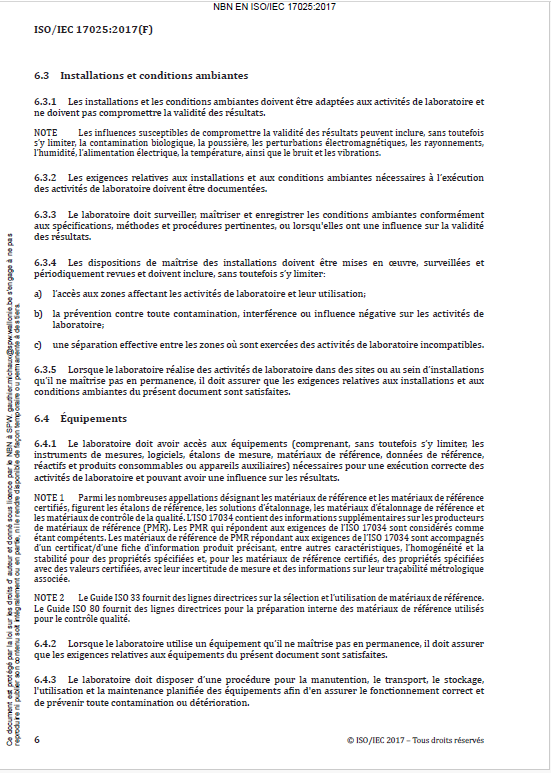 NBN EN ISO/IEC 17025:2017
ISO/IEC 17025:2017(F)
6.3 Installations et conditions ambiantes
6.3.1 Les installations et les conditions ambiantes doivent être adaptées aux activités de laboratoire et
ne doivent pas compromettre la validité des résultats.
NOTE Les influences susceptibles de compromettre la validité des résultats peuvent inclure, sans toutefois
s'y limiter, la contamination biologique, la poussière, les perturbations électromagnétiques, les rayonnements,
l'humidité, l'alimentation électrique, la température, ainsi que le bruit et les vibrations.
6.3.2 Les exigences relatives aux installations et aux conditions ambiantes nécessaires à l'exécution
des activités de laboratoire doivent être documentées.
6.3.3 Le laboratoire doit surveiller, maîtriser et enregistrer les conditions ambiantes conformément
aux spécifications, méthodes et procédures pertinentes, ou lorsqu'elles ont une influence sur la validité
des résultats.
6.3.4 Les dispositions de maîtrise des installations doivent être mises en œuvre, surveillées et
périodiquement revues et doivent inclure, sans toutefois s'y limiter:
a) l'accès aux zones affectant les activités de laboratoire et leur utilisation;
b) la prévention contre toute contamination, interférence ou influence négative sur les activités de
laboratoire;
c) une séparation effective entre les zones où sont exercées des activités de laboratoire incompatibles.
6.3.5 Lorsque le laboratoire réalise des activités de laboratoire dans des sites ou au sein d'installations
qu'il ne maîtrise pas en permanence, il doit assurer que les exigences relatives aux installations et aux
conditions ambiantes du présent document sont satisfaites.
6.4 Équipements
6.4.1 Le laboratoire doit avoir accès aux équipements (comprenant, sans toutefois s'y limiter, les
instruments de mesures, logiciels, étalons de mesure, matériaux de référence, données de référence,
réactifs et produits consommables ou appareils auxiliaires) nécessaires pour une exécution correcte des
activités de laboratoire et pouvant avoir une influence sur les résultats.
NOTE 1 Parmi les nombreuses appellations désignant les matériaux de référence et les matériaux de référence
certifiés, figurent les étalons de référence, les solutions d'étalonnage, les matériaux d'étalonnage de référence et
les matériaux de contrôle de la qualité. L'ISO 17034 contient des informations supplémentaires sur les producteurs
de matériaux de référence (PMR). Les PMR qui répondent aux exigences de l'ISO 17034 sont considérés comme
étant compétents. Les matériaux de référence de PMR répondant aux exigences de l'ISO 17034 sont accompagnés
d'un certificat/d'une fiche d'information produit précisant, entre autres caractéristiques, l'homogénéité et la
stabilité pour des propriétés spécifiées et, pour les matériaux de référence certifiés, des propriétés spécifiées
avec des valeurs certifiées, avec leur incertitude de mesure et des informations sur leur traçabilité métrologique
associée.
NOTE 2 Le Guide ISO 33 fournit des lignes directrices sur la sélection et l'utilisation de matériaux de référence.
Le Guide ISO 80 fournit des lignes directrices pour la préparation interne des matériaux de référence utilisés
pour le contrôle qualité.
6.4.2 Lorsque le laboratoire utilise un équipement qu'il ne maîtrise pas en permanence, il doit assurer
que les exigences relatives aux équipements du présent document sont satisfaites.
6.4.3 Le laboratoire doit disposer d'une procédure pour la manutention, le transport, le stockage,
l'utilisation et la maintenance planifiée des équipements afin d'en assurer le fonctionnement correct et
de prévenir toute contamination ou détérioration.
6 © ISO/IEC 2017 – Tous droits réservés
Ce document est protégé par la loi sur les droits d'auteur et donné sous licence par le NBN à SPW. gauthier.michaux@spw.wallonie.be s'engage à ne pas
reproduire ni publier son contenu soit intégralement ou en partie, ni le rendre disponible de façon temporaire ou permanente à des tiers.